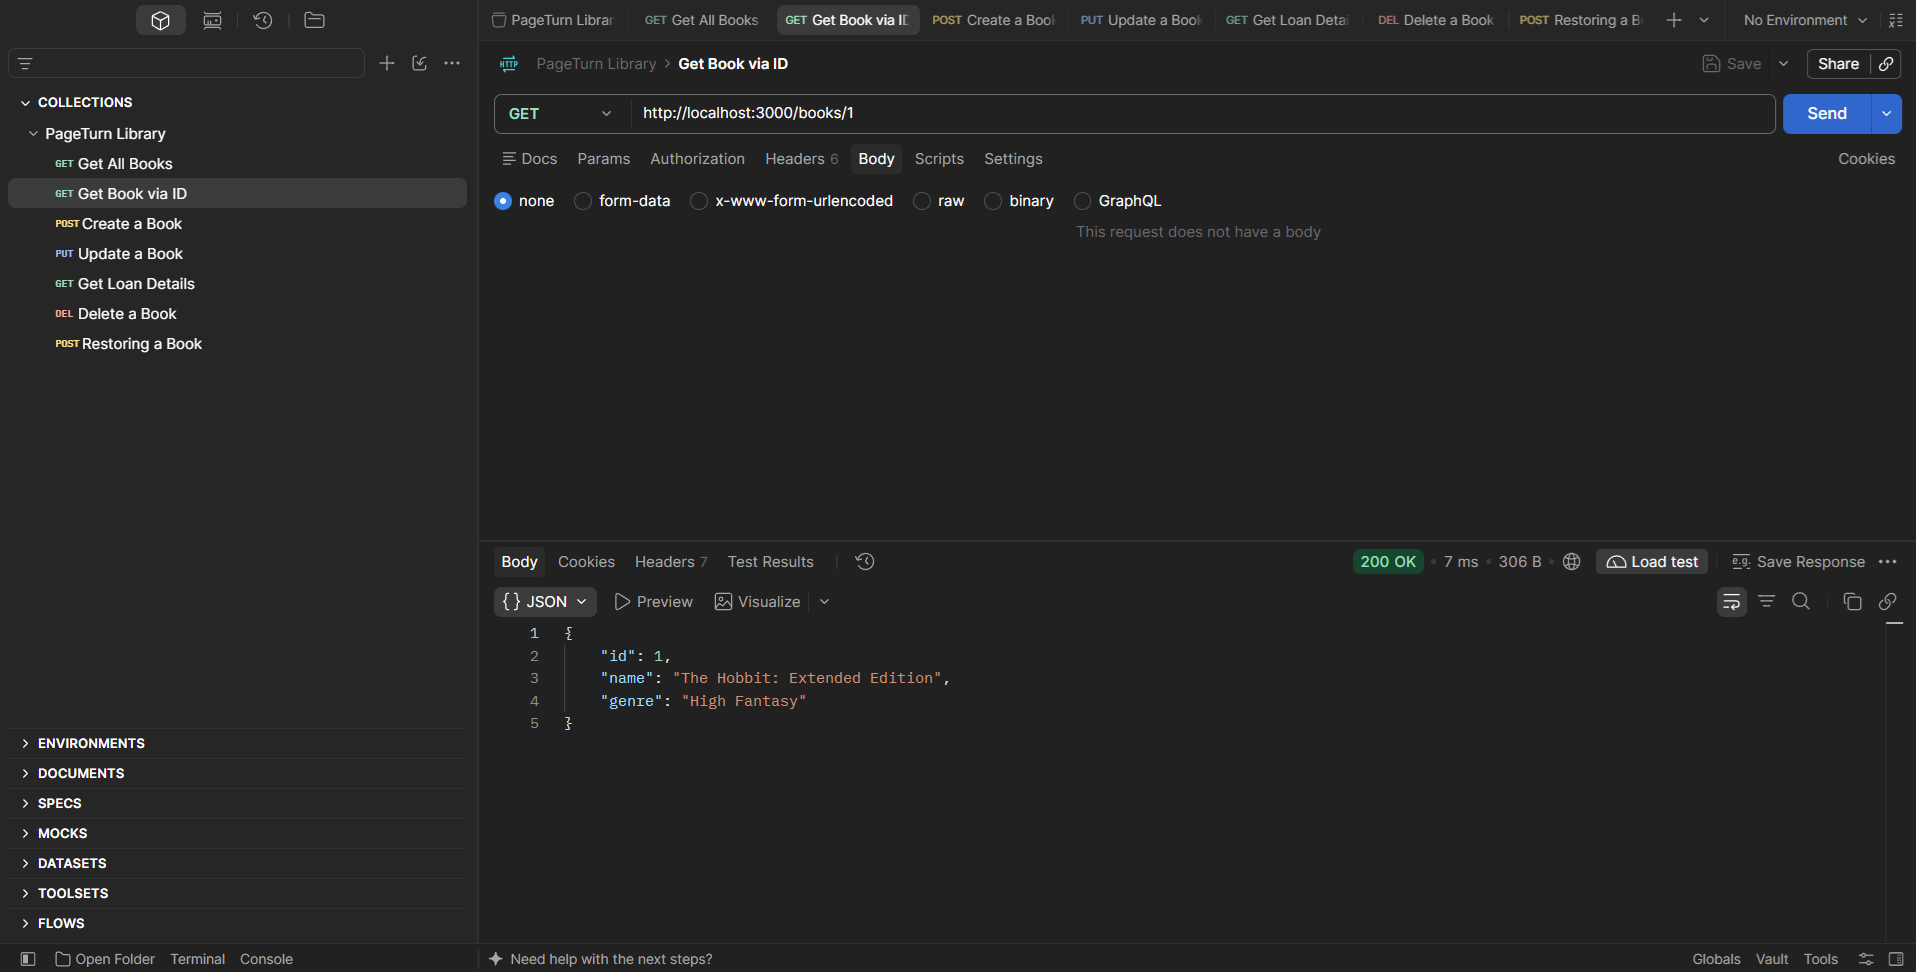 PageTurn Librar
GET Get All Books
GET Get Book via ID
POST Create a Book
PUT Update a Book
GET Get Loan Detai
DEL Delete a Book
POST Restoring a B
No Environment
COLLECTIONS
PageTurn Library
GET Get All Books
GET Get Book via ID
POST Create a Book
PUT Update a Book
GET Get Loan Details
DEL Delete a Book
POST Restoring a Book
ENVIRONMENTS
DOCUMENTS
SPECS
MOCKS
DATASETS
TOOLSETS
FLOWS
HTTP PageTurn Library > Get Book via ID
Save
Share
GET http://localhost:3000/books/1
Send
Docs Params Authorization Headers 6 Body Scripts Settings
Cookies
none form-data x-www-form-urlencoded raw binary GraphQL
This request does not have a body
Body Cookies Headers 7 Test Results
200 OK • 7 ms • 306 B
Load test
e.g. Save Response
{} JSON Preview Visualize
1 {
2 "id": 1,
3 "name": "The Hobbit: Extended Edition",
4 "genre": "High Fantasy"
5 }
Open Folder Terminal Console
Need help with the next steps?
Globals Vault Tools